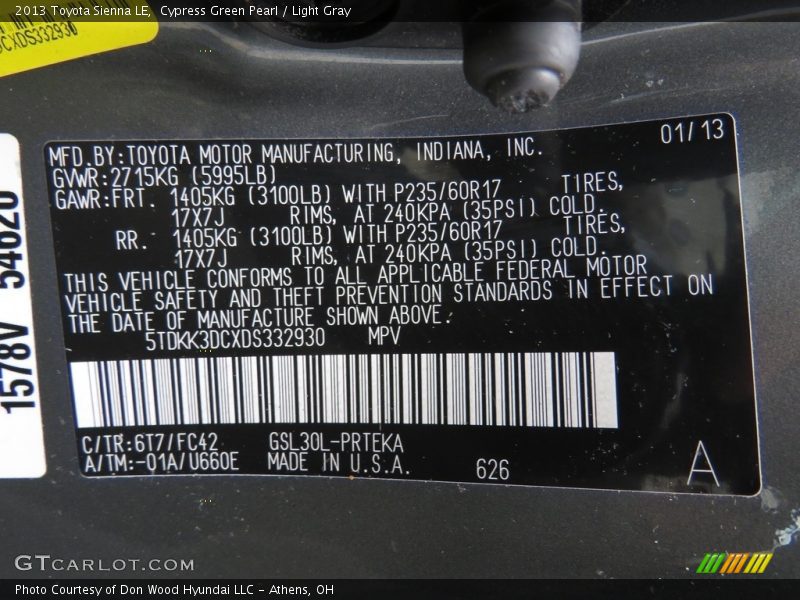 2013 Toyota Sienna LE,  Cypress Green Pearl / Light Gray
CXDS332930
1578V 54620
01/13
MFD.BY:TOYOTA MOTOR MANUFACTURING, INDIANA, INC.
GVWR:2715KG (5995LB)
GAWR:FRT. 1405KG (3100LB) WITH P235/60R17 TIRES,
17X7J RIMS, AT 240KPA (35PSI) COLD.
RR. 1405KG (3100LB) WITH P235/60R17 TIRES,
17X7J RIMS, AT 240KPA (35PSI) COLD.
THIS VEHICLE CONFORMS TO ALL APPLICABLE FEDERAL MOTOR
VEHICLE SAFETY AND THEFT PREVENTION STANDARDS IN EFFECT ON
THE DATE OF MANUFACTURE SHOWN ABOVE.
5TDKK3DCXDS332930 MPV
C/TR:6T7/FC42 GSL30L-PRTEKA
A/TM:-01A/U660E MADE IN U.S.A. 626
A
GTCARLOT.COM
Photo Courtesy of Don Wood Hyundai LLC - Athens, OH